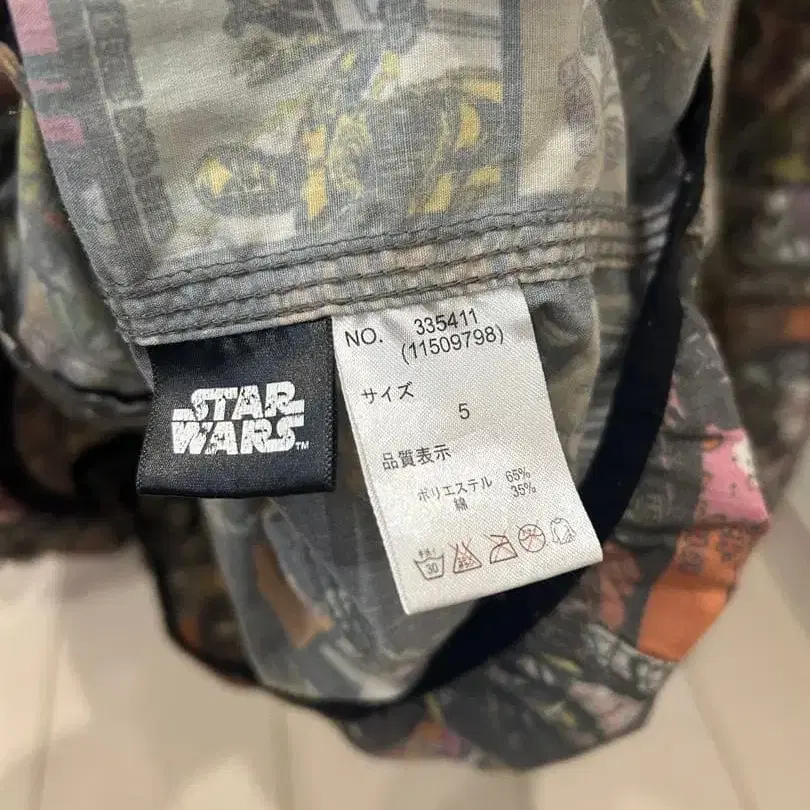 STAR
WARS™
NO. 335411
(11509798)
サイズ
5
品質表示
ポリエステル 65%
綿 35%
30